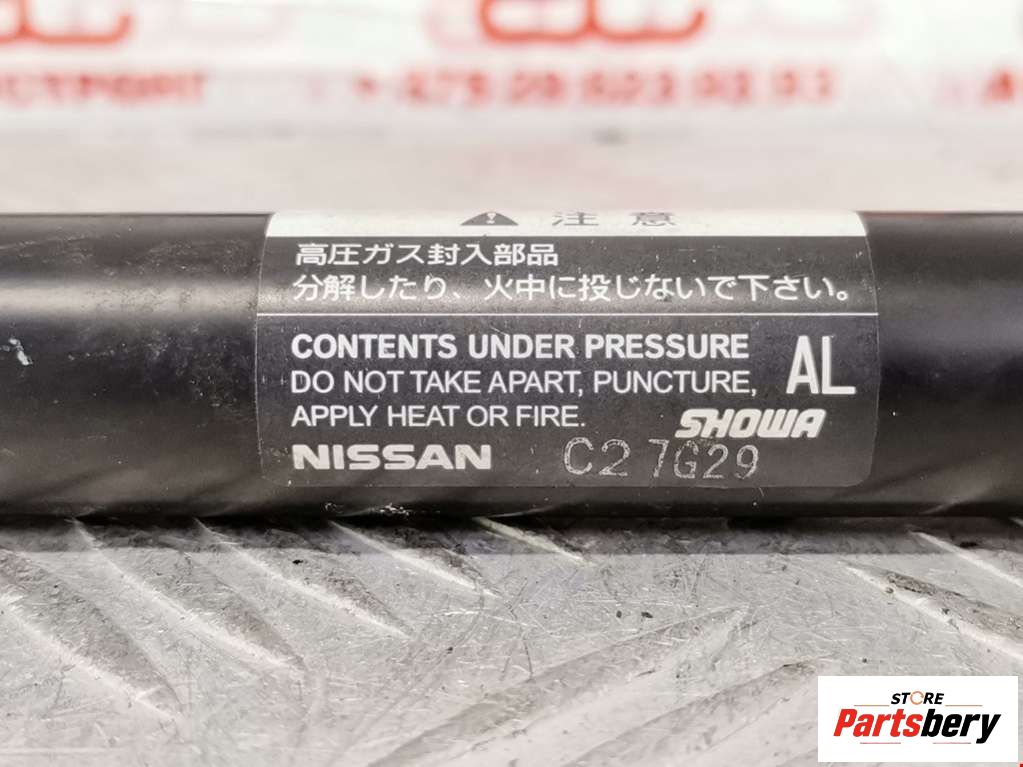 注意
高圧ガス封入部品
分解したり、火中に投じないで下さい。
CONTENTS UNDER PRESSURE
DO NOT TAKE APART, PUNCTURE,
APPLY HEAT OR FIRE.
AL
SHOWA
NISSAN
C2 7G29
STORE
Partsbery